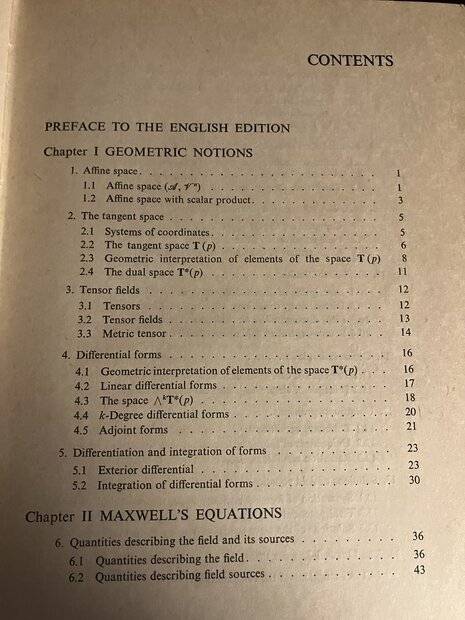 CONTENTS
PREFACE TO THE ENGLISH EDITION
Chapter I GEOMETRIC NOTIONS
1. Affine space . . . . . . . . . . . . . . . . . . . . 1
1.1 Affine space (𝒜, 𝒱ⁿ) . . . . . . . . . . . . . . . 1
1.2 Affine space with scalar product . . . . . . . . . . . 3
2. The tangent space . . . . . . . . . . . . . . . . . . 5
2.1 Systems of coordinates . . . . . . . . . . . . . . . 5
2.2 The tangent space T (p) . . . . . . . . . . . . . . . 6
2.3 Geometric interpretation of elements of the space T (p) 8
2.4 The dual space T*(p) . . . . . . . . . . . . . . . . 11
3. Tensor fields . . . . . . . . . . . . . . . . . . . . 12
3.1 Tensors . . . . . . . . . . . . . . . . . . . . . . 12
3.2 Tensor fields . . . . . . . . . . . . . . . . . . . 13
3.3 Metric tensor . . . . . . . . . . . . . . . . . . . 14
4. Differential forms . . . . . . . . . . . . . . . . . . 16
4.1 Geometric interpretation of elements of the space T*(p) . . . 16
4.2 Linear differential forms . . . . . . . . . . . . . . 17
4.3 The space ⋀ᵏT*(p) . . . . . . . . . . . . . . . . . 18
4.4 k-Degree differential forms . . . . . . . . . . . . . 20
4.5 Adjoint forms . . . . . . . . . . . . . . . . . . . 21
5. Differentiation and integration of forms . . . . . . . . 23
5.1 Exterior differential . . . . . . . . . . . . . . . . 23
5.2 Integration of differential forms . . . . . . . . . . . 30
Chapter II MAXWELL'S EQUATIONS
6. Quantities describing the field and its sources . . . . . 36
6.1 Quantities describing the field . . . . . . . . . . . . 36
6.2 Quantities describing field sources . . . . . . . . . . 43